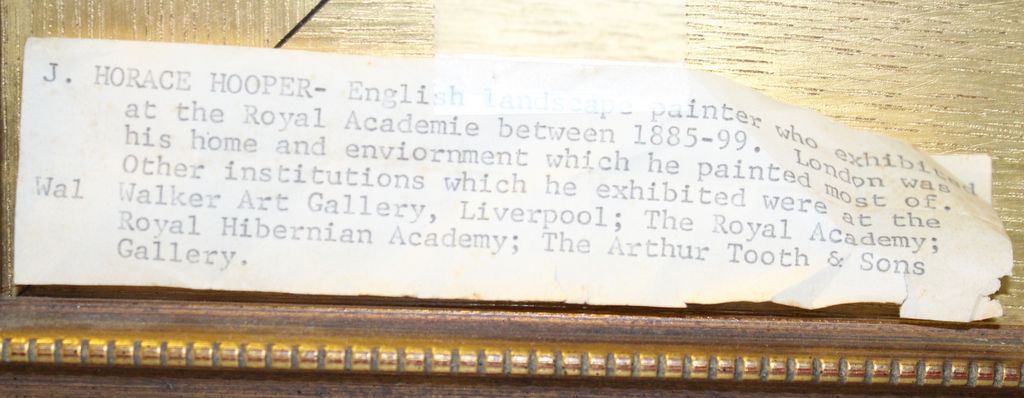 J. HORACE HOOPER- English landscape painter who exhibited
at the Royal Academie between 1885-99. London was
his home and enviornment which he painted most of.
Other institutions which he exhibited were at the
Wal Walker Art Gallery, Liverpool; The Royal Academy;
Royal Hibernian Academy; The Arthur Tooth & Sons
Gallery.